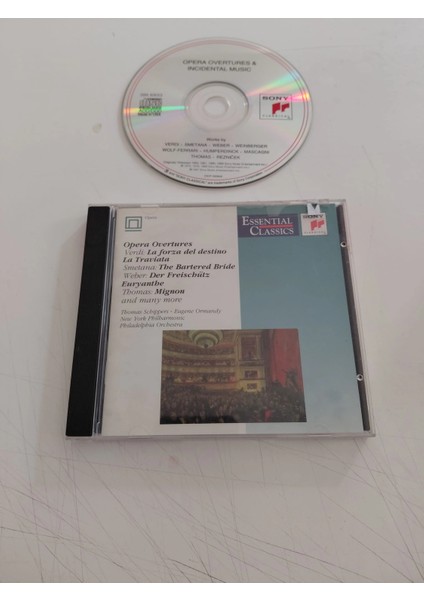 OPERA OVERTURES &
INCIDENTAL MUSIC
SONY
Works by
VERDI · SMETANA · WEBER · WEINBERGER
WOLF-FERRARI · HUMPERDINCK · MASCAGNI
THOMAS · REZNIČEK
ESSENTIAL
CLASSICS
SONY
Opera Overtures
Verdi: La forza del destino
La Traviata
Smetana: The Bartered Bride
Weber: Der Freischütz
Euryanthe
Thomas: Mignon
and many more
Thomas Schippers · Eugene Ormandy
New York Philharmonic
Philadelphia Orchestra